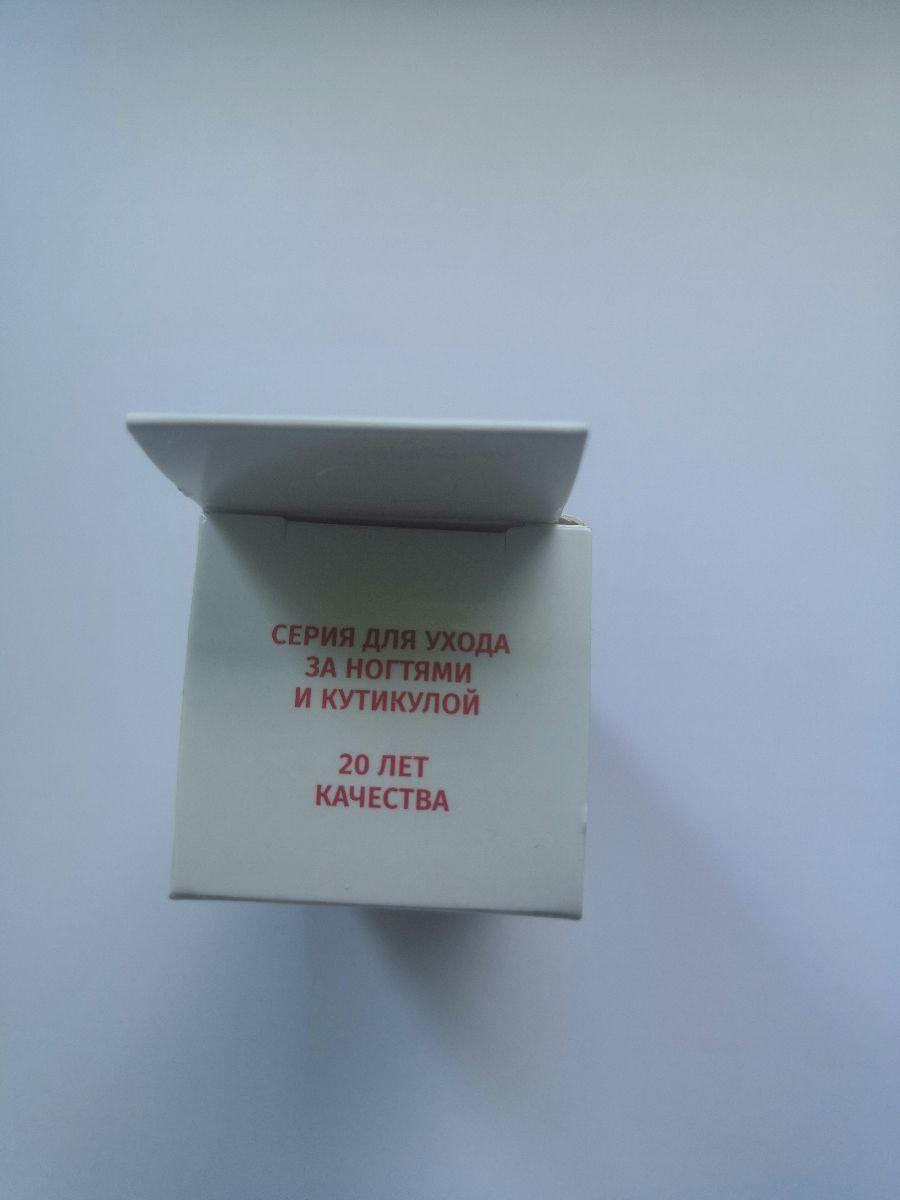 СЕРИЯ ДЛЯ УХОДА
ЗА НОГТЯМИ
И КУТИКУЛОЙ
20 ЛЕТ
КАЧЕСТВА